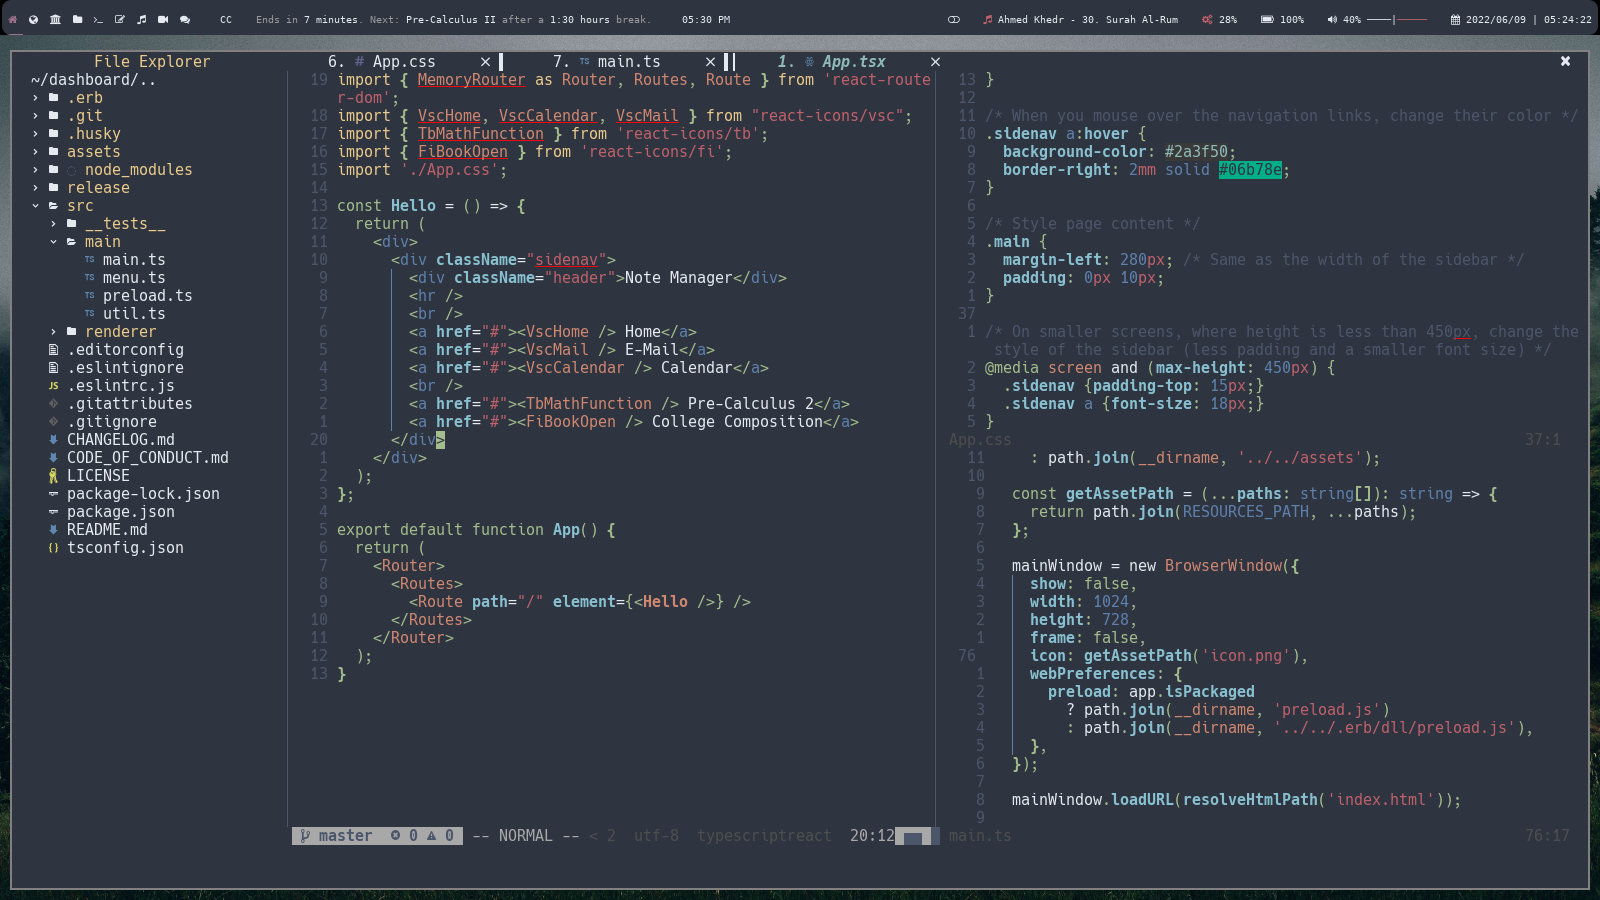 CC Ends in 7 minutes. Next: Pre-Calculus II after a 1:30 hours break. 05:30 PM Ahmed Khedr - 30. Surah Al-Rum 28% 100% 40% 2022/06/09 | 05:24:22
File Explorer
~/dashboard/..
.erb
.git
.husky
assets
node_modules
release
src
__tests__
main
TS main.ts
TS menu.ts
TS preload.ts
TS util.ts
renderer
.editorconfig
.eslintignore
JS .eslintrc.js
.gitattributes
.gitignore
CHANGELOG.md
CODE_OF_CONDUCT.md
LICENSE
package-lock.json
package.json
README.md
{} tsconfig.json
6. # App.css × 7. TS main.ts × 1. App.tsx ×
19 import { MemoryRouter as Router, Routes, Route } from 'react-route
r-dom';
18 import { VscHome, VscCalendar, VscMail } from "react-icons/vsc";
17 import { TbMathFunction } from 'react-icons/tb';
16 import { FiBookOpen } from 'react-icons/fi';
15 import './App.css';
14
13 const Hello = () => {
12 return (
11 <div>
10 <div className="sidenav">
9 <div className="header">Note Manager</div>
8 <hr />
7 <br />
6 <a href="#"><VscHome /> Home</a>
5 <a href="#"><VscMail /> E-Mail</a>
4 <a href="#"><VscCalendar /> Calendar</a>
3 <br />
2 <a href="#"><TbMathFunction /> Pre-Calculus 2</a>
1 <a href="#"><FiBookOpen /> College Composition</a>
20 </div>
1 </div>
2 );
3 };
4
5 export default function App() {
6 return (
7 <Router>
8 <Routes>
9 <Route path="/" element={<Hello />} />
10 </Routes>
11 </Router>
12 );
13 }
master 0 0 -- NORMAL -- < 2 utf-8 typescriptreact 20:12
13 }
12
11 /* When you mouse over the navigation links, change their color */
10 .sidenav a:hover {
9 background-color: #2a3f50;
8 border-right: 2mm solid #06b78e;
7 }
6
5 /* Style page content */
4 .main {
3 margin-left: 280px; /* Same as the width of the sidebar */
2 padding: 0px 10px;
1 }
37
1 /* On smaller screens, where height is less than 450px, change the
style of the sidebar (less padding and a smaller font size) */
2 @media screen and (max-height: 450px) {
3 .sidenav {padding-top: 15px;}
4 .sidenav a {font-size: 18px;}
5 }
App.css 37:1
11 : path.join(__dirname, '../../assets');
10
9 const getAssetPath = (...paths: string[]): string => {
8 return path.join(RESOURCES_PATH, ...paths);
7 };
6
5 mainWindow = new BrowserWindow({
4 show: false,
3 width: 1024,
2 height: 728,
1 frame: false,
76 icon: getAssetPath('icon.png'),
1 webPreferences: {
2 preload: app.isPackaged
3 ? path.join(__dirname, 'preload.js')
4 : path.join(__dirname, '../../.erb/dll/preload.js'),
5 },
6 });
7
8 mainWindow.loadURL(resolveHtmlPath('index.html'));
9
main.ts 76:17